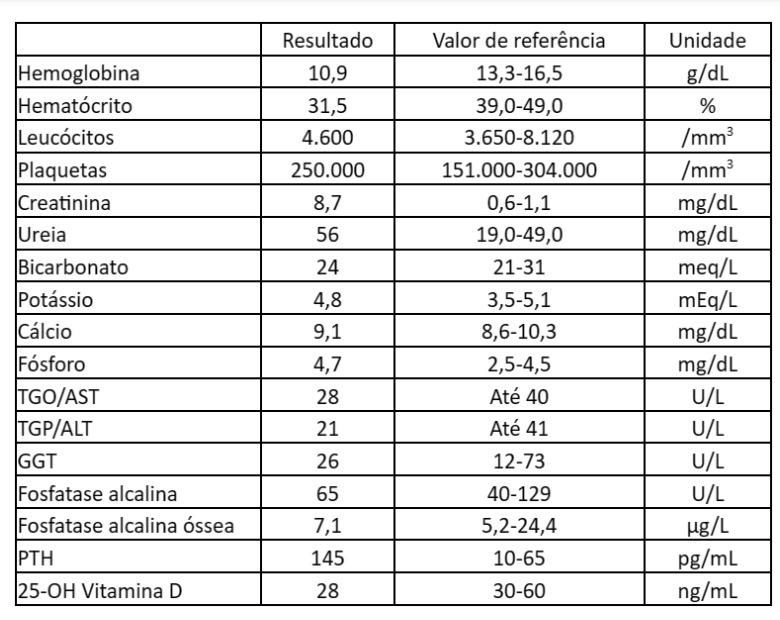 Resultado Valor de referência Unidade
Hemoglobina 10,9 13,3-16,5 g/dL
Hematócrito 31,5 39,0-49,0 %
Leucócitos 4.600 3.650-8.120 /mm³
Plaquetas 250.000 151.000-304.000 /mm³
Creatinina 8,7 0,6-1,1 mg/dL
Ureia 56 19,0-49,0 mg/dL
Bicarbonato 24 21-31 meq/L
Potássio 4,8 3,5-5,1 mEq/L
Cálcio 9,1 8,6-10,3 mg/dL
Fósforo 4,7 2,5-4,5 mg/dL
TGO/AST 28 Até 40 U/L
TGP/ALT 21 Até 41 U/L
GGT 26 12-73 U/L
Fosfatase alcalina 65 40-129 U/L
Fosfatase alcalina óssea 7,1 5,2-24,4 µg/L
PTH 145 10-65 pg/mL
25-OH Vitamina D 28 30-60 ng/mL